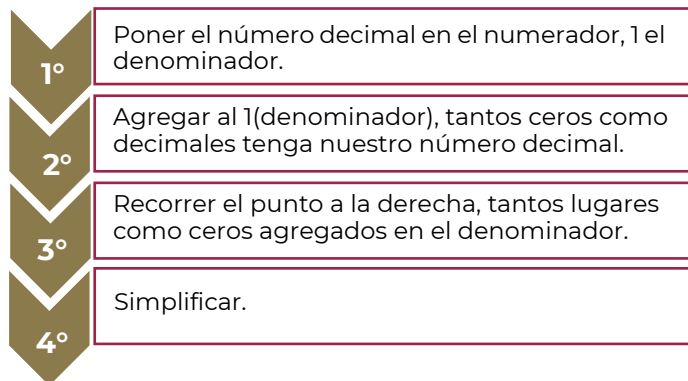 1°
Poner el número decimal en el numerador, 1 el
denominador.
2°
Agregar al 1(denominador), tantos ceros como
decimales tenga nuestro número decimal.
3°
Recorrer el punto a la derecha, tantos lugares
como ceros agregados en el denominador.
4°
Simplificar.